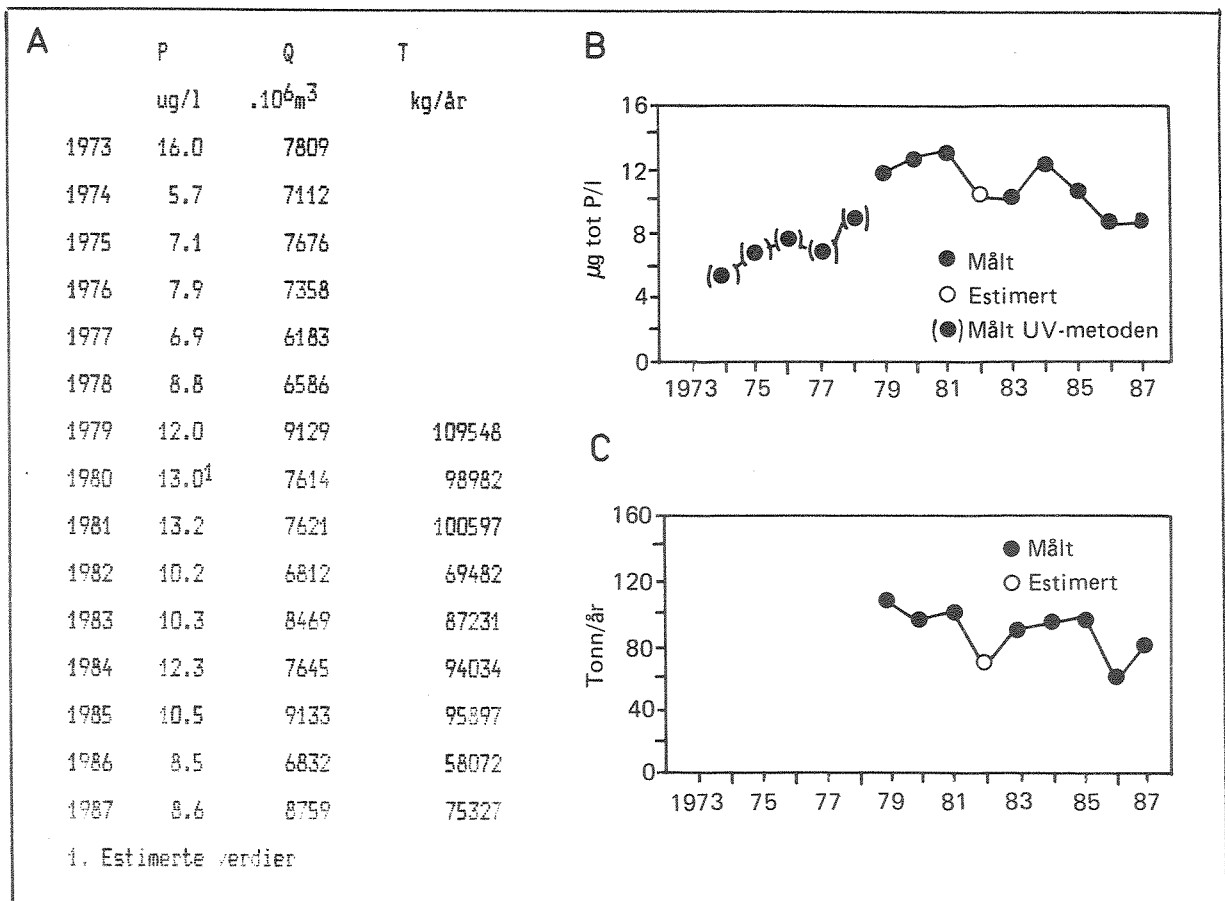 A
P Q T
ug/l .10⁶m³ kg/år
1973 16.0 7809
1974 5.7 7112
1975 7.1 7676
1976 7.9 7358
1977 6.9 6183
1978 8.8 6586
1979 12.0 9129 109548
1980 13.0¹ 7614 98982
1981 13.2 7621 100597
1982 10.2 6812 69482
1983 10.3 8469 87231
1984 12.3 7645 94034
1985 10.5 9133 95897
1986 8.5 6832 58072
1987 8.6 8759 75327
1. Estimerte verdier
B
µg tot P/l
16
12
8
4
0
Målt
Estimert
( ) Målt UV-metoden
1973 75 77 79 81 83 85 87
C
Tonn/år
160
120
80
40
0
Målt
Estimert
1973 75 77 79 81 83 85 87